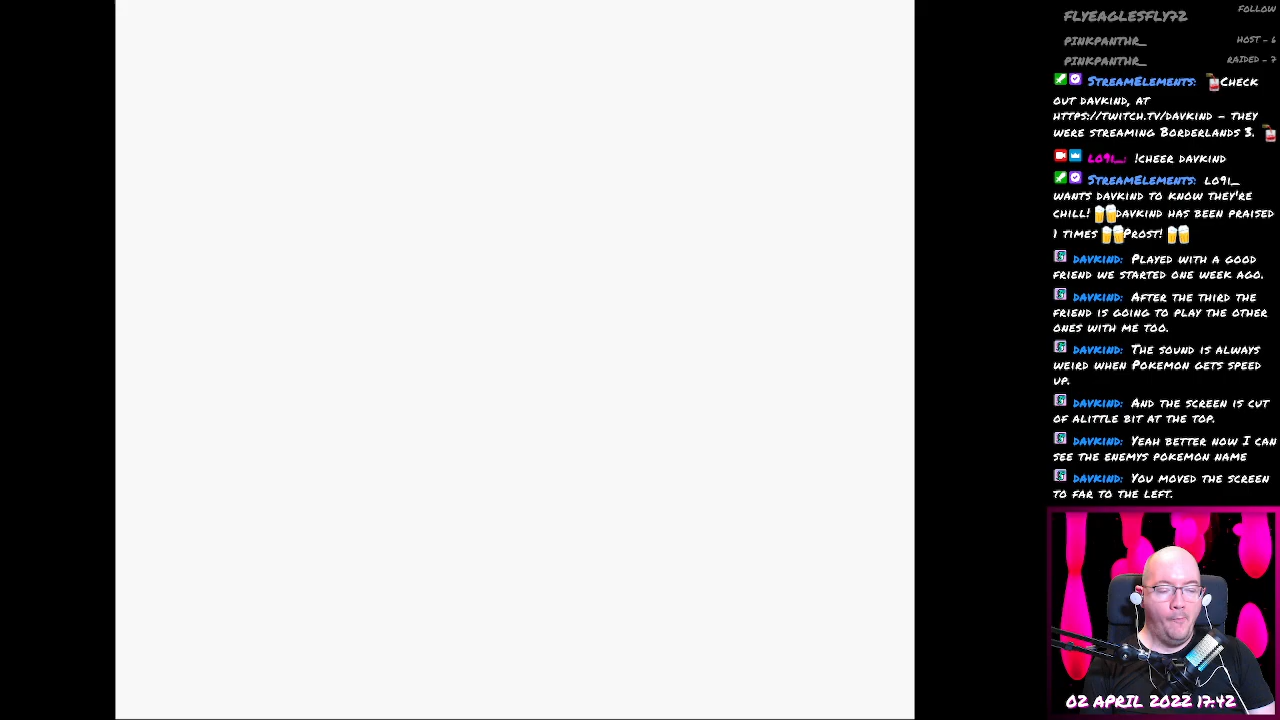 FLYEAGLESFLY72 FOLLOW
PINKPANTHR_ HOST - 6
PINKPANTHR_ RAIDED - 7
STREAMELEMENTS: CHECK
OUT DAVKIND, AT
HTTPS://TWITCH.TV/DAVKIND - THEY
WERE STREAMING BORDERLANDS 3.
LO9I_: !CHEER DAVKIND
STREAMELEMENTS: LO9I_
WANTS DAVKIND TO KNOW THEY'RE
CHILL! DAVKIND HAS BEEN PRAISED
1 TIMES PROST!
DAVKIND: PLAYED WITH A GOOD
FRIEND WE STARTED ONE WEEK AGO.
DAVKIND: AFTER THE THIRD THE
FRIEND IS GOING TO PLAY THE OTHER
ONES WITH ME TOO.
DAVKIND: THE SOUND IS ALWAYS
WEIRD WHEN POKEMON GETS SPEED
UP.
DAVKIND: AND THE SCREEN IS CUT
OF ALITTLE BIT AT THE TOP.
DAVKIND: YEAH BETTER NOW I CAN
SEE THE ENEMYS POKEMON NAME
DAVKIND: YOU MOVED THE SCREEN
TO FAR TO THE LEFT.
02 APRIL 2022 17:42